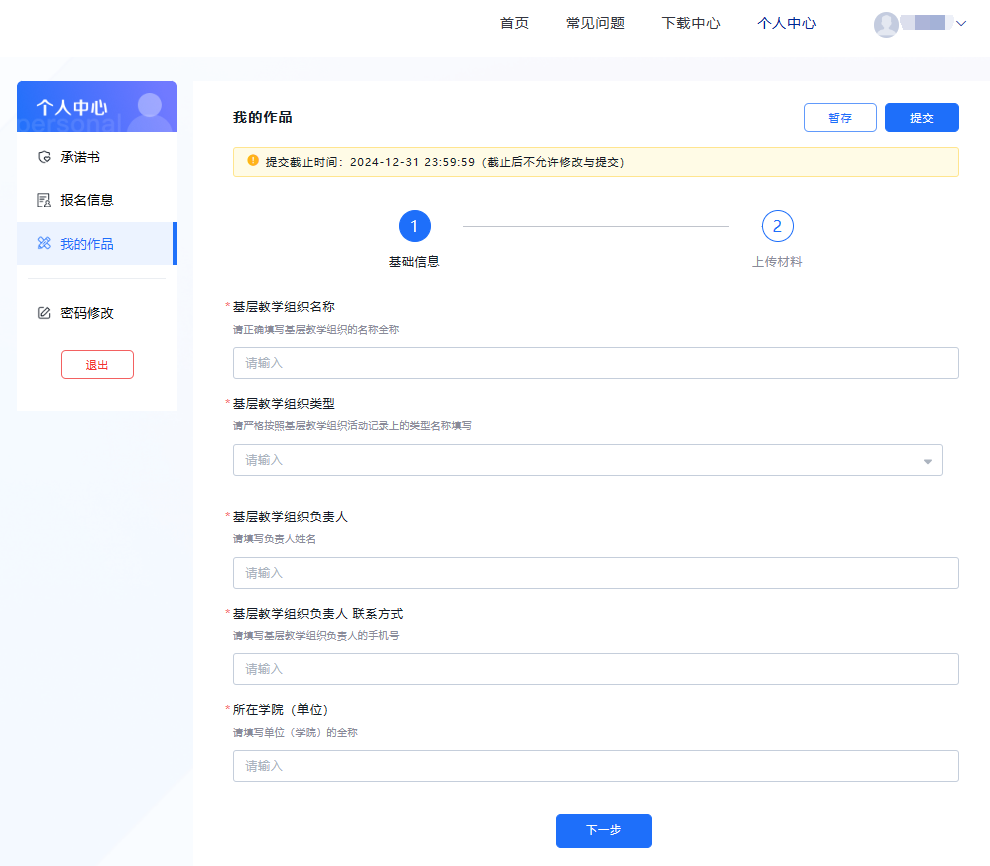 首页 常见问题 下载中心 个人中心
个人中心
personal
承诺书
报名信息
我的作品
密码修改
退出
我的作品
暂存 提交
提交截止时间：2024-12-31 23:59:59（截止后不允许修改与提交）
1 2
基础信息 上传材料
*基层教学组织名称
请正确填写基层教学组织的名称全称
请输入
*基层教学组织类型
请严格按照基层教学组织活动记录上的类型名称填写
请输入
*基层教学组织负责人
请填写负责人姓名
请输入
*基层教学组织负责人 联系方式
请填写基层教学组织负责人的手机号
请输入
*所在学院（单位）
请填写单位（学院）的全称
请输入
下一步